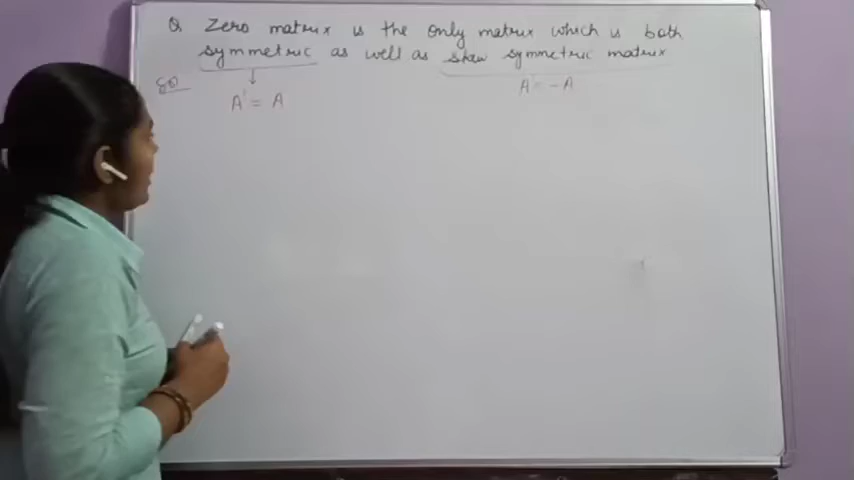 Q Zero matrix is the only matrix which is both
symmetric as well as skew symmetric matrix
Sol
A' = A
A' = -A